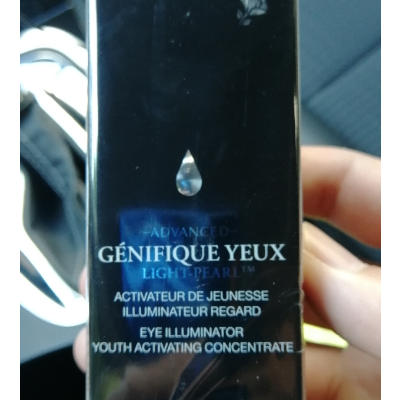 ADVANCED
GÉNIFIQUE YEUX
LIGHT-PEARL™
ACTIVATEUR DE JEUNESSE
ILLUMINATEUR REGARD
EYE ILLUMINATOR
YOUTH ACTIVATING CONCENTRATE